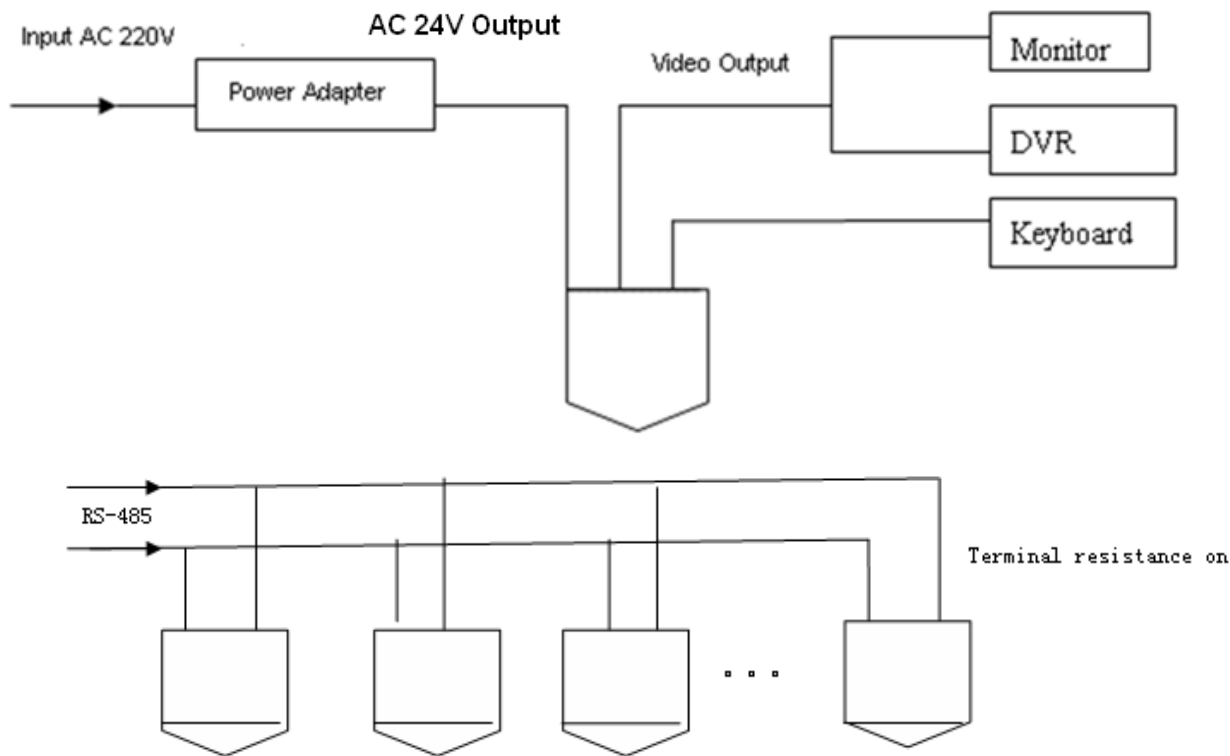 Input AC 220V
AC 24V Output
Power Adapter
Video Output
Monitor
DVR
Keyboard
RS-485
Terminal resistance on